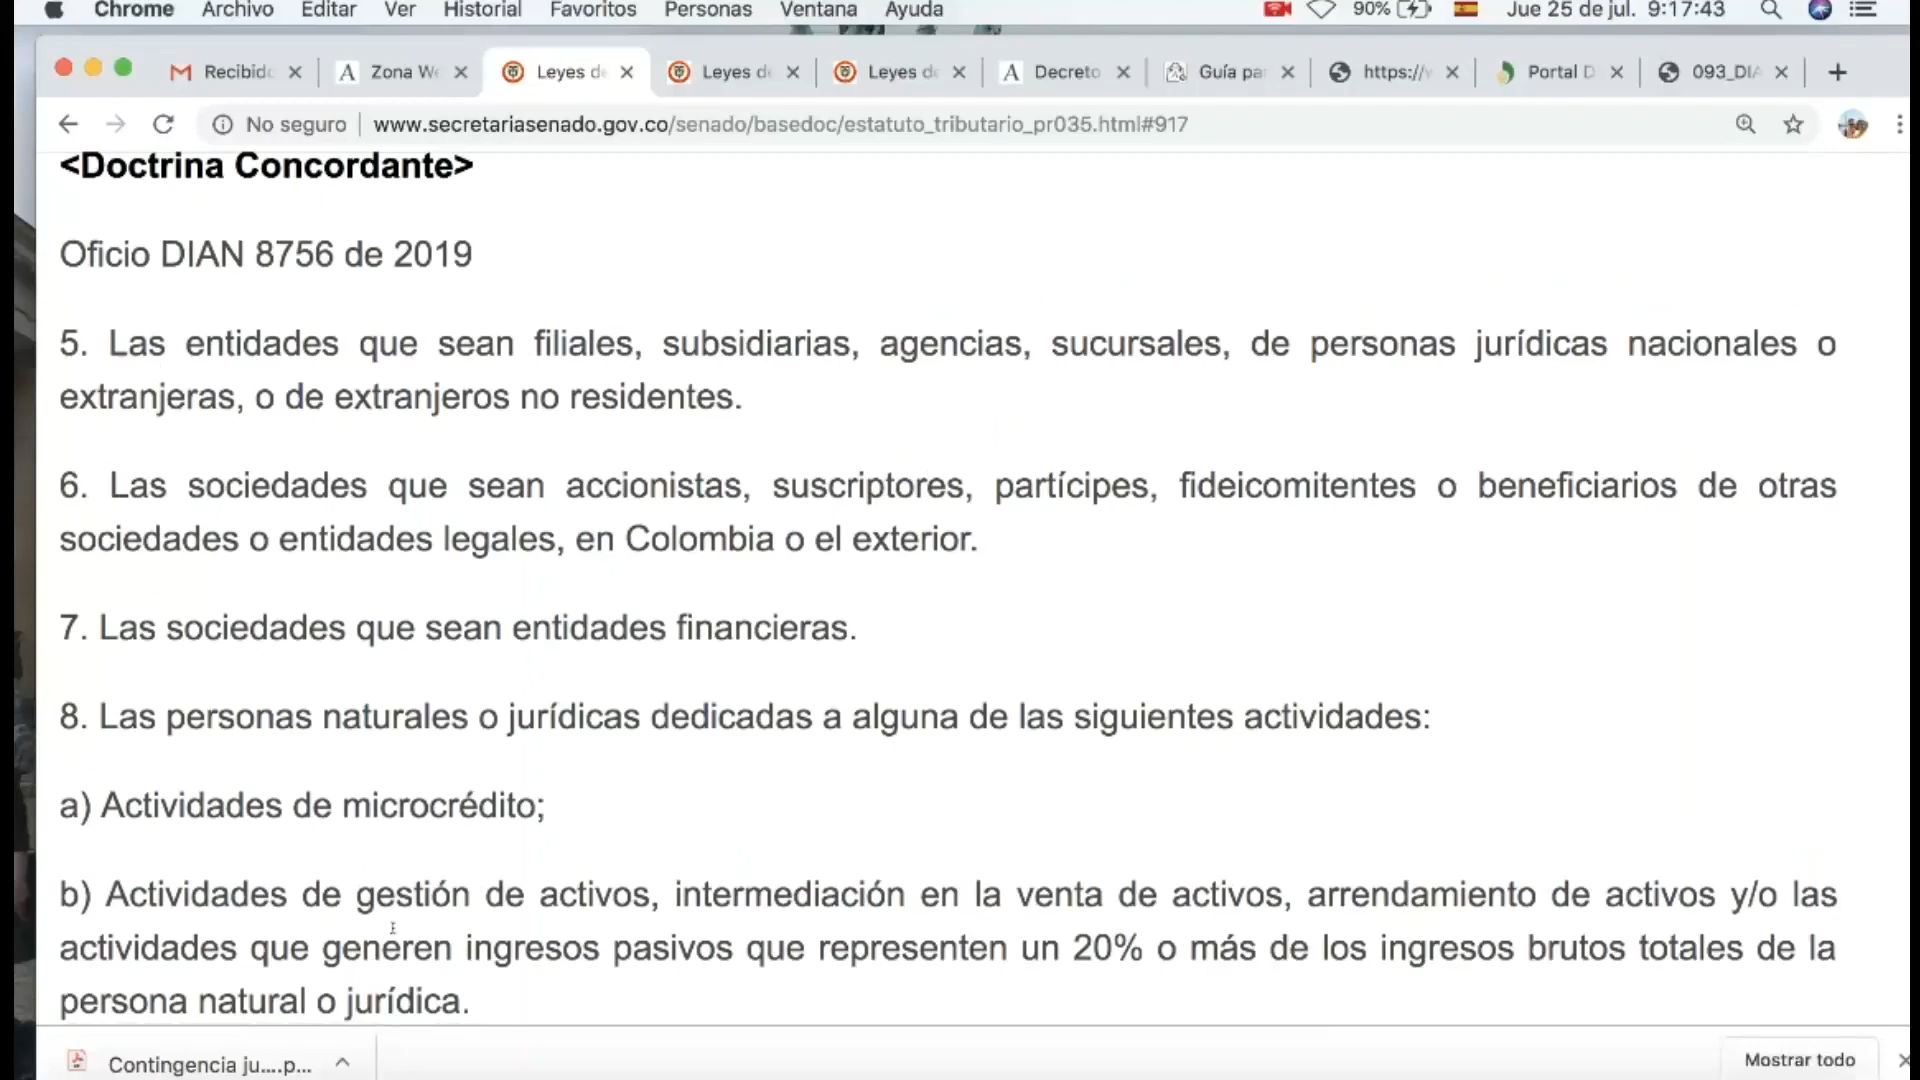 Chrome Archivo Editar Ver Historial Favoritos Personas Ventana Ayuda 90% Jue 25 de jul. 9:17:43
Recibid Zona We Leyes de Leyes de Leyes de Decreto Guía pa https:// Portal D 093_DIA
No seguro www.secretariasenado.gov.co/senado/basedoc/estatuto_tributario_pr035.html#917
<Doctrina Concordante>
Oficio DIAN 8756 de 2019
5. Las entidades que sean filiales, subsidiarias, agencias, sucursales, de personas jurídicas nacionales o
extranjeras, o de extranjeros no residentes.
6. Las sociedades que sean accionistas, suscriptores, partícipes, fideicomitentes o beneficiarios de otras
sociedades o entidades legales, en Colombia o el exterior.
7. Las sociedades que sean entidades financieras.
8. Las personas naturales o jurídicas dedicadas a alguna de las siguientes actividades:
a) Actividades de microcrédito;
b) Actividades de gestión de activos, intermediación en la venta de activos, arrendamiento de activos y/o las
actividades que generen ingresos pasivos que representen un 20% o más de los ingresos brutos totales de la
persona natural o jurídica.
Contingencia ju....p... Mostrar todo